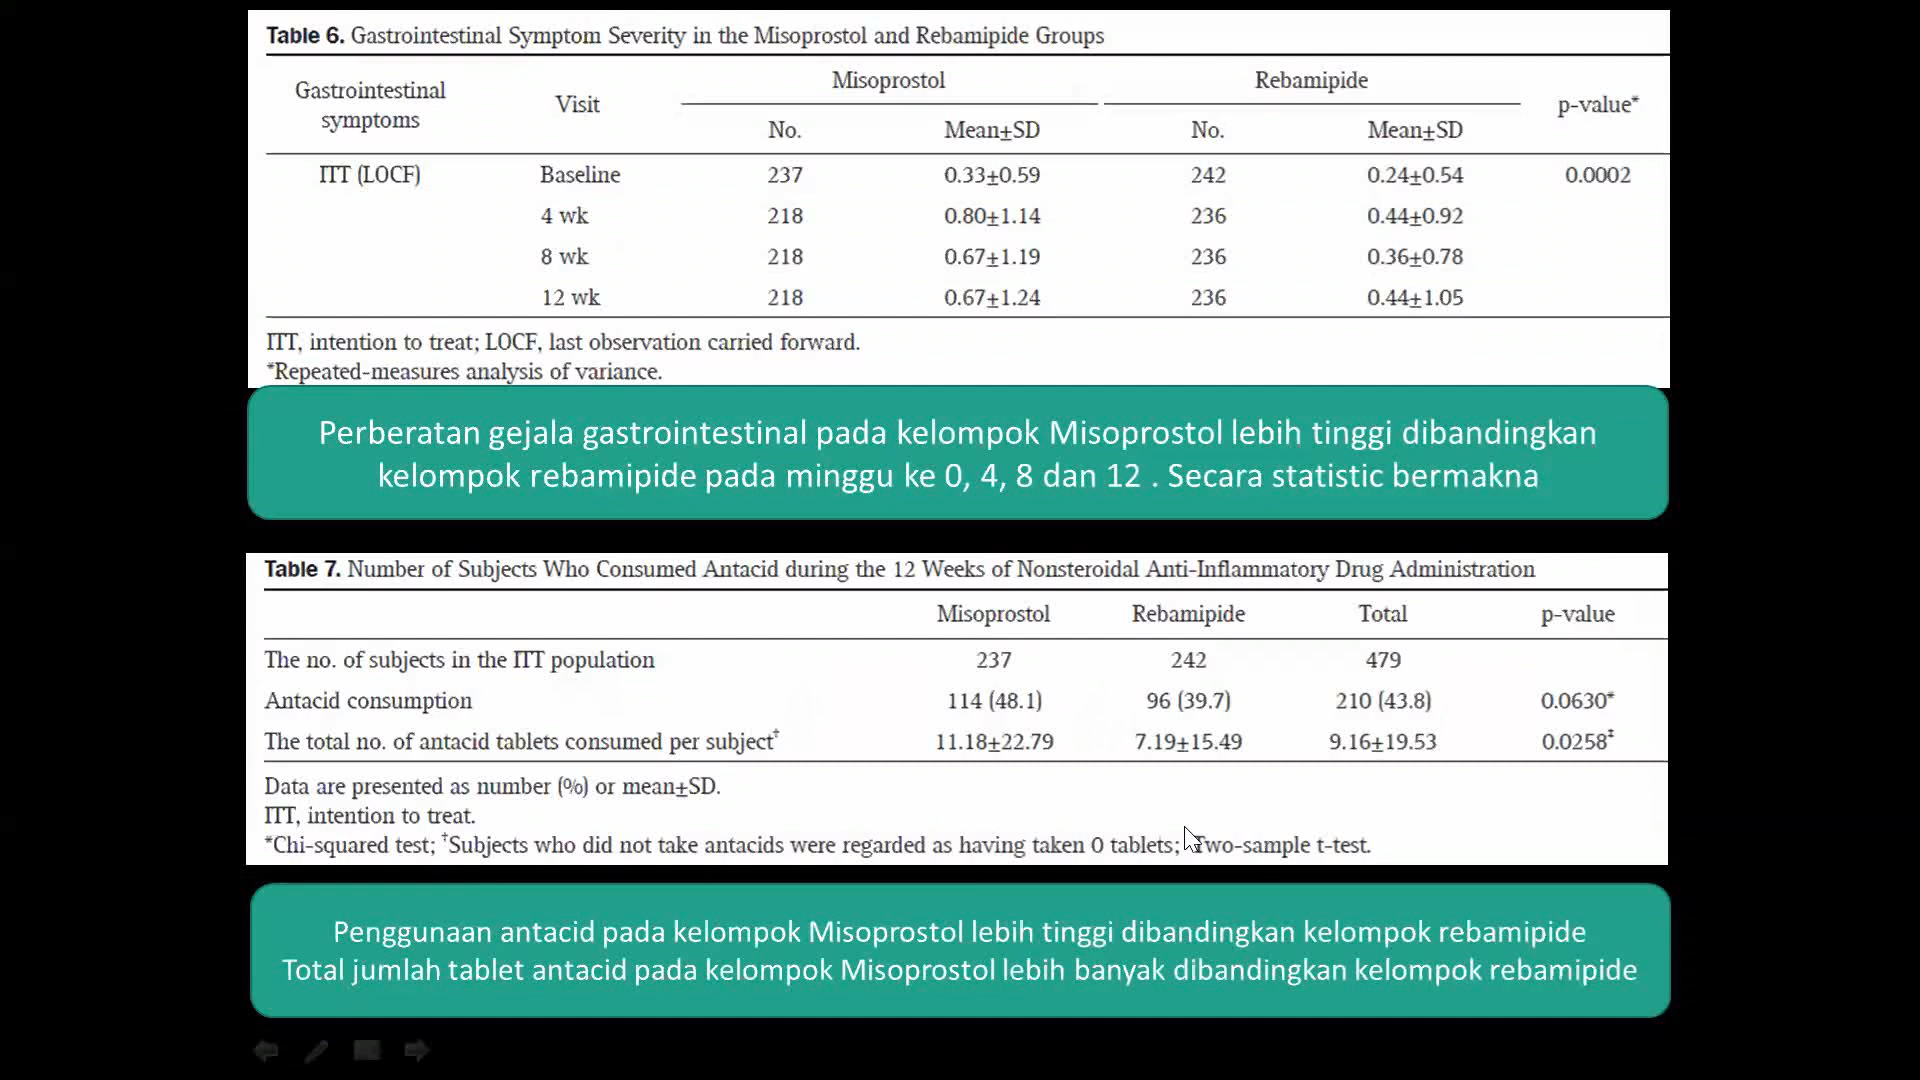 Table 6. Gastrointestinal Symptom Severity in the Misoprostol and Rebamipide Groups
Gastrointestinal symptoms Visit Misoprostol Rebamipide p-value*
No. Mean±SD No. Mean±SD
ITT (LOCF) Baseline 237 0.33±0.59 242 0.24±0.54 0.0002
4 wk 218 0.80±1.14 236 0.44±0.92
8 wk 218 0.67±1.19 236 0.36±0.78
12 wk 218 0.67±1.24 236 0.44±1.05
ITT, intention to treat; LOCF, last observation carried forward.
*Repeated-measures analysis of variance.
Perberatan gejala gastrointestinal pada kelompok Misoprostol lebih tinggi dibandingkan
kelompok rebamipide pada minggu ke 0, 4, 8 dan 12 . Secara statistic bermakna
Table 7. Number of Subjects Who Consumed Antacid during the 12 Weeks of Nonsteroidal Anti-Inflammatory Drug Administration
Misoprostol Rebamipide Total p-value
The no. of subjects in the ITT population 237 242 479
Antacid consumption 114 (48.1) 96 (39.7) 210 (43.8) 0.0630*
The total no. of antacid tablets consumed per subject† 11.18±22.79 7.19±15.49 9.16±19.53 0.0258‡
Data are presented as number (%) or mean±SD.
ITT, intention to treat.
*Chi-squared test; †Subjects who did not take antacids were regarded as having taken 0 tablets; Two-sample t-test.
Penggunaan antacid pada kelompok Misoprostol lebih tinggi dibandingkan kelompok rebamipide
Total jumlah tablet antacid pada kelompok Misoprostol lebih banyak dibandingkan kelompok rebamipide